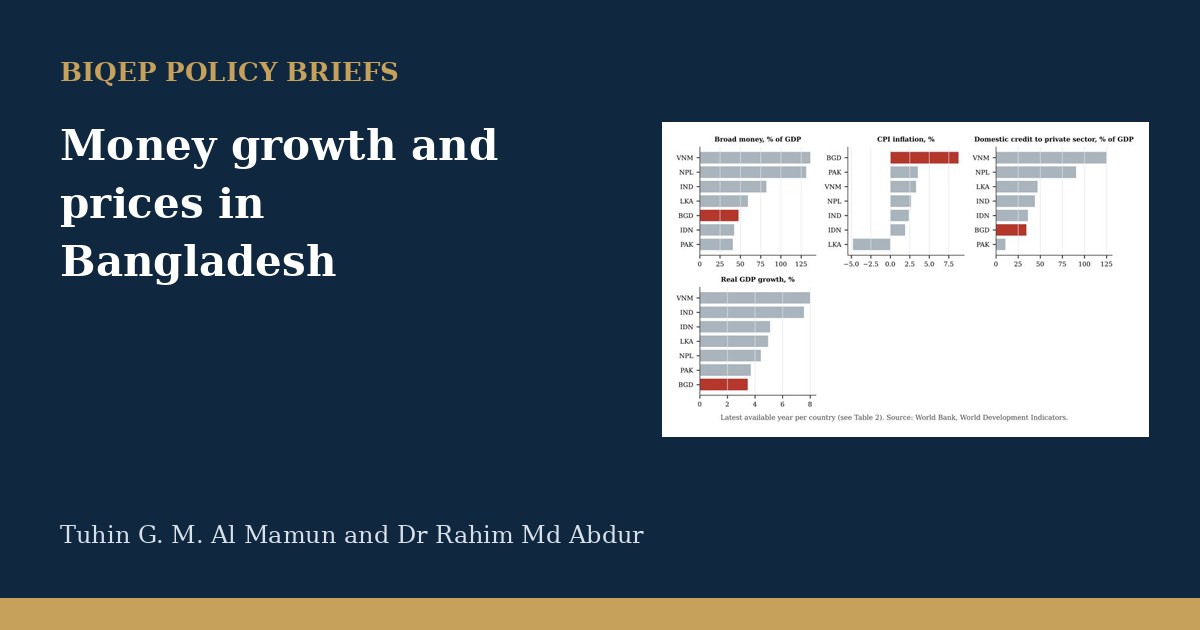 BIQEP POLICY BRIEFS
Money growth and
prices in
Bangladesh
Broad money, % of GDP
VNM
NPL
IND
LKA
BGD
IDN
PAK
0 25 50 75 100 125
CPI inflation, %
BGD
PAK
VNM
NPL
IND
IDN
LKA
−5.0 −2.5 0.0 2.5 5.0 7.5
Domestic credit to private sector, % of GDP
VNM
NPL
LKA
IND
IDN
BGD
PAK
0 25 50 75 100 125
Real GDP growth, %
VNM
IND
IDN
LKA
NPL
PAK
BGD
0 2 4 6 8
Latest available year per country (see Table 2). Source: World Bank, World Development Indicators.
Tuhin G. M. Al Mamun and Dr Rahim Md Abdur